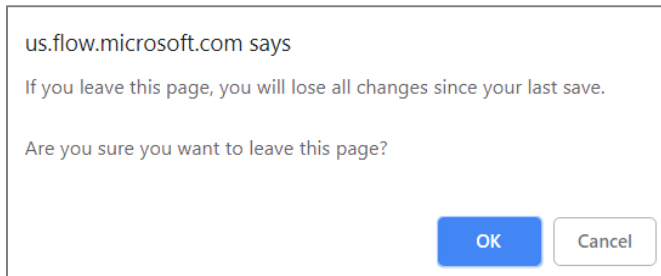 us.flow.microsoft.com says
If you leave this page, you will lose all changes since your last save.
Are you sure you want to leave this page?
OK
Cancel